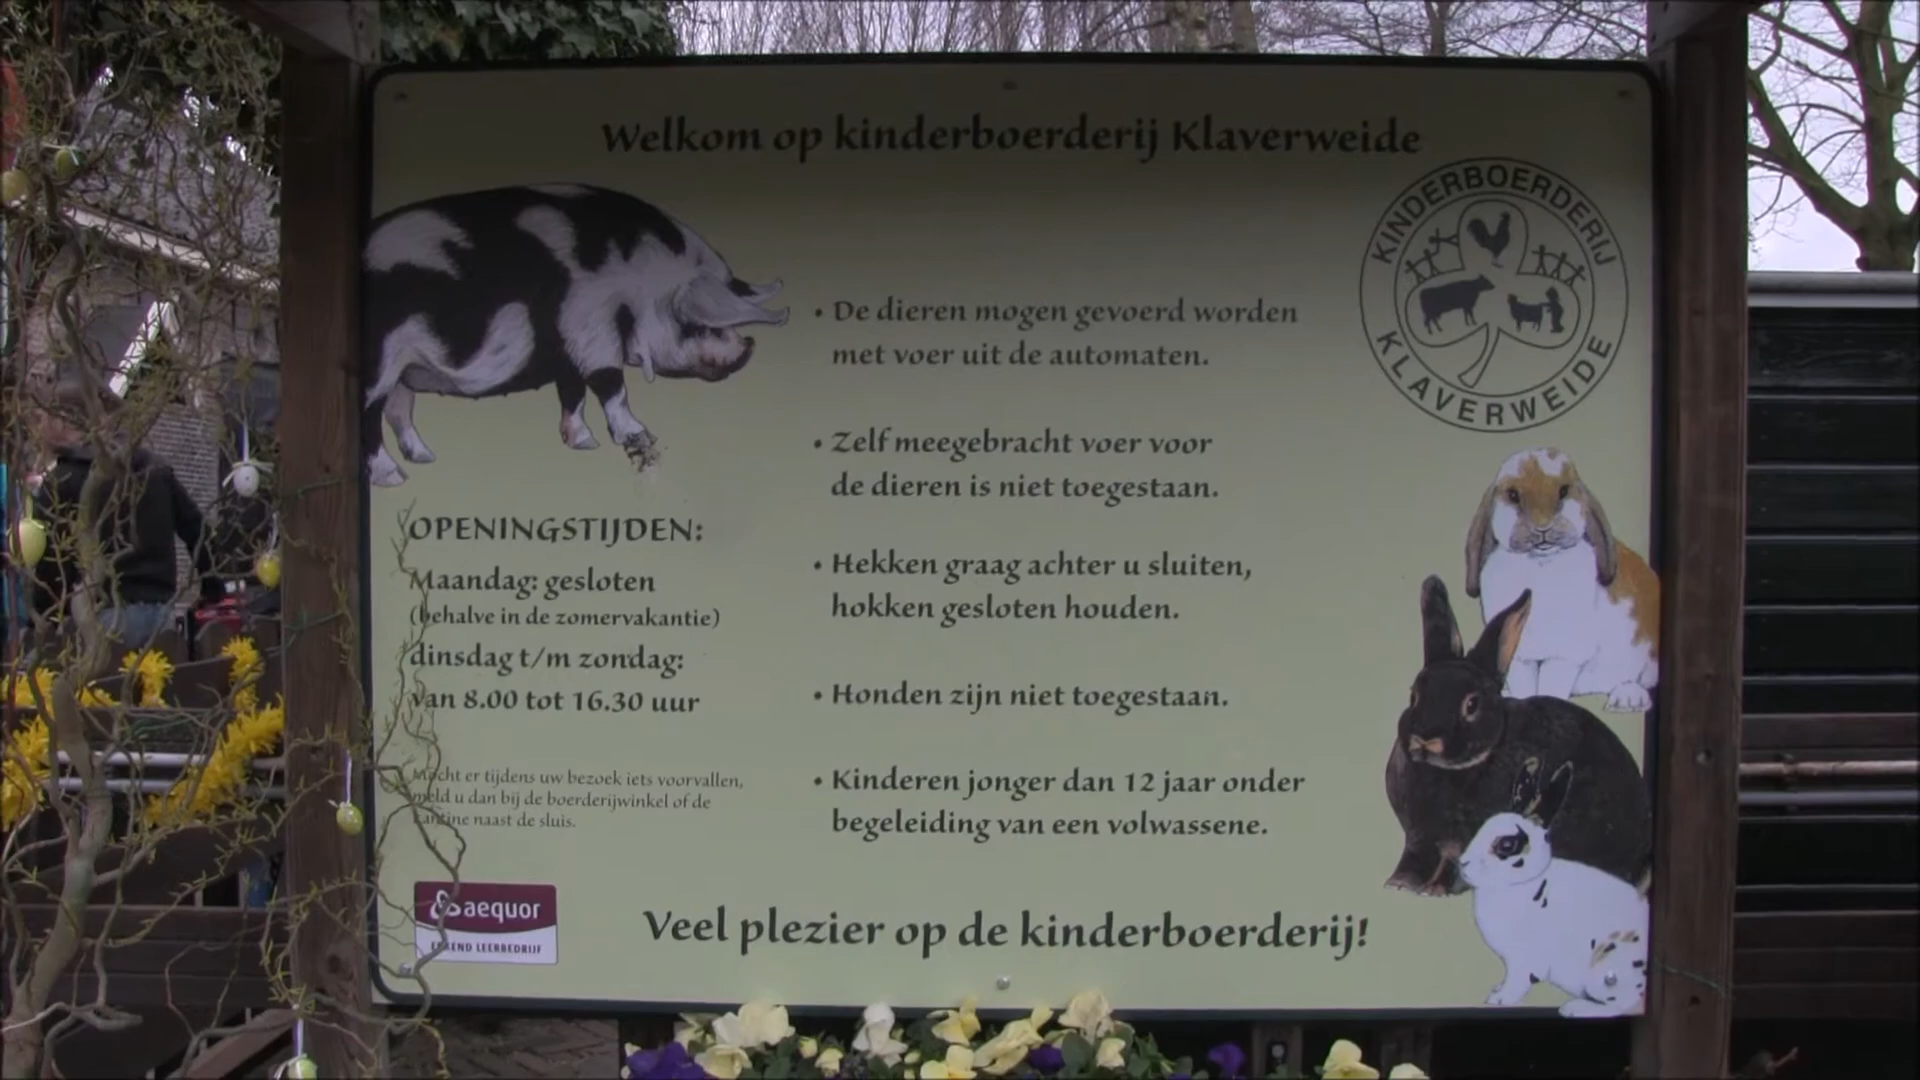 Welkom op kinderboerderij Klaverweide
KINDERBOERDERIJ
KLAVERWEIDE
• De dieren mogen gevoerd worden
met voer uit de automaten.
• Zelf meegebracht voer voor
de dieren is niet toegestaan.
• Hekken graag achter u sluiten,
hokken gesloten houden.
• Honden zijn niet toegestaan.
• Kinderen jonger dan 12 jaar onder
begeleiding van een volwassene.
OPENINGSTIJDEN:
Maandag: gesloten
(behalve in de zomervakantie)
dinsdag t/m zondag:
van 8.00 tot 16.30 uur
Mocht er tijdens uw bezoek iets voorvallen,
meld u dan bij de boerderijwinkel of de
kantine naast de sluis.
aequor
ERKEND LEERBEDRIJF
Veel plezier op de kinderboerderij!